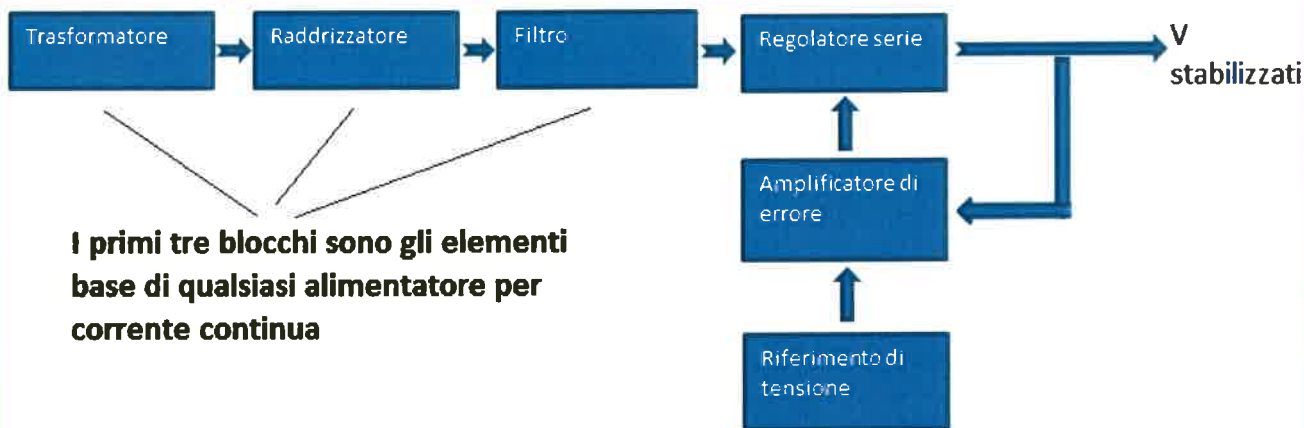 Trasformatore
Raddrizzatore
Filtro
Regolatore serie
V
stabilizzati
Amplificatore di
errore
I primi tre blocchi sono gli elementi
base di qualsiasi alimentatore per
corrente continua
Riferimento di
tensione